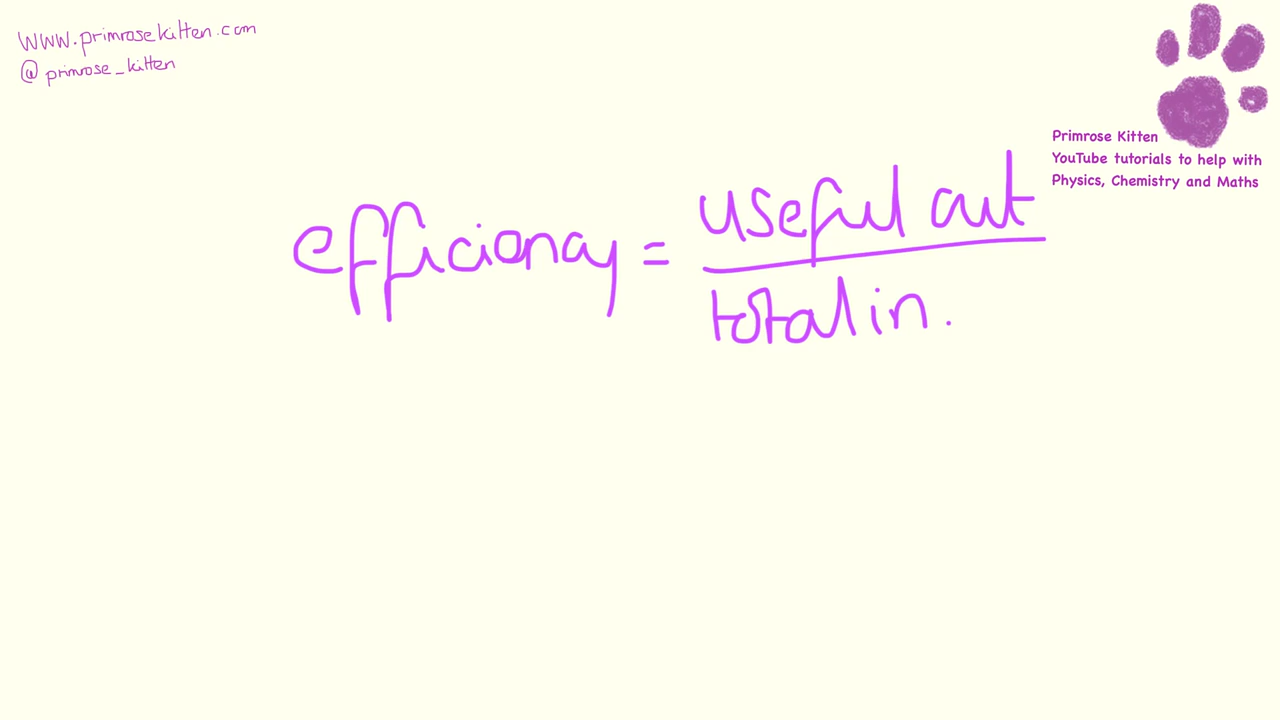 www.primrosekitten.com
@primrose_kitten
Primrose Kitten
YouTube tutorials to help with
Physics, Chemistry and Maths
efficiency = useful out
total in.